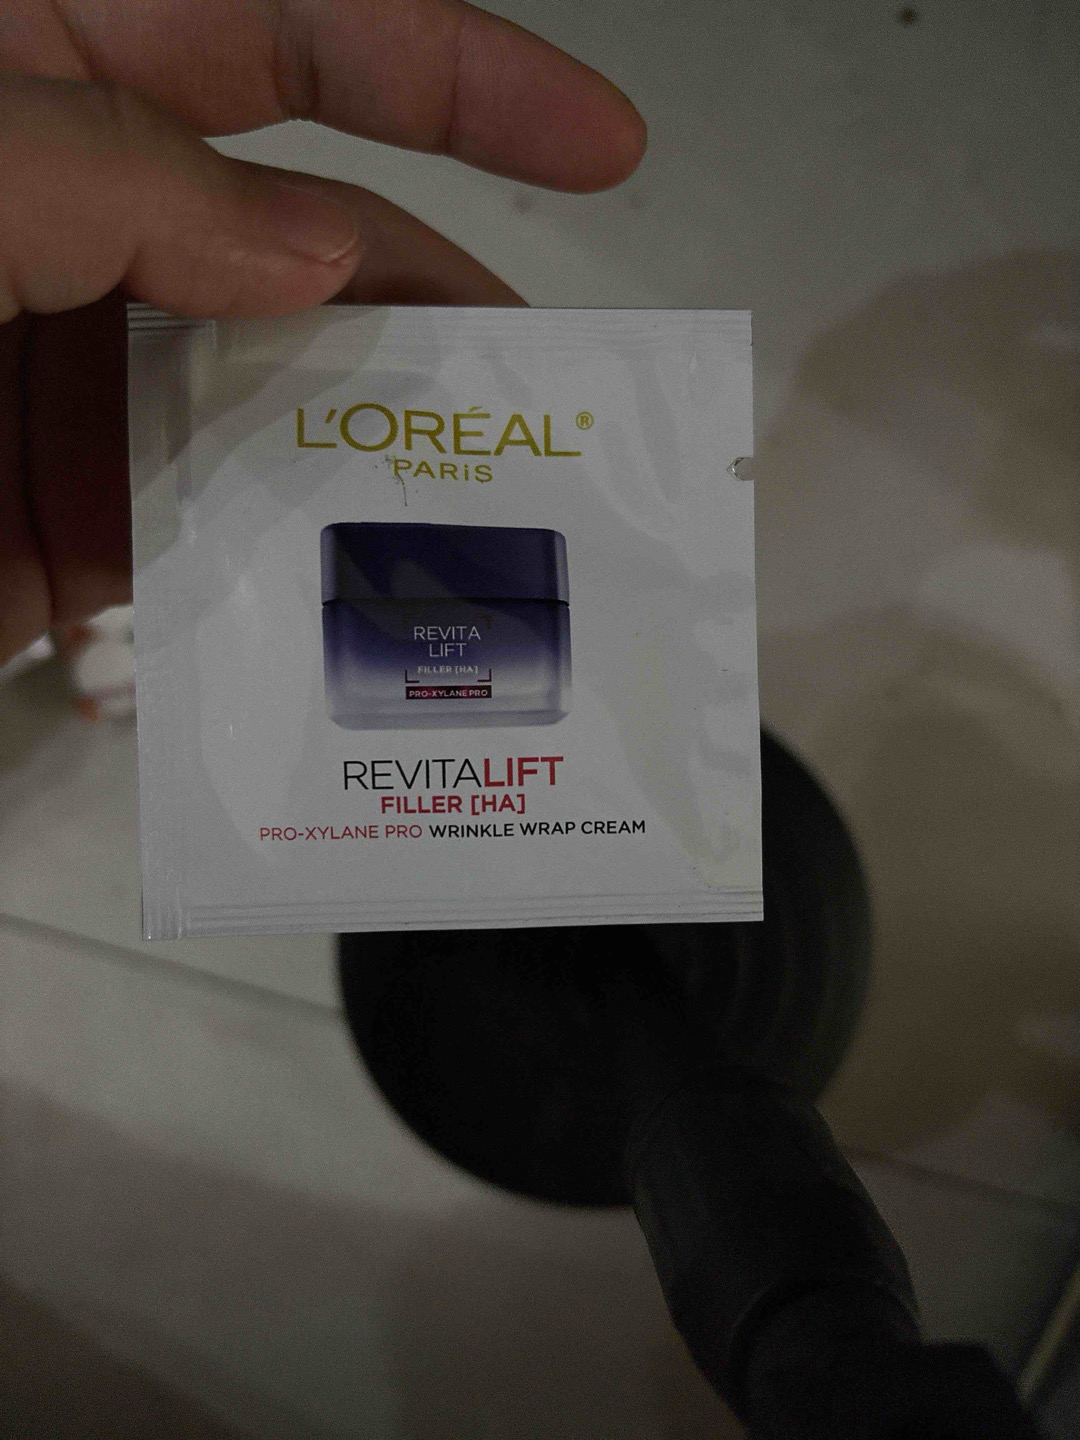 L'ORÉAL®
PARiS
REVITA
LIFT
FILLER [HA]
PRO-XYLANE PRO
REVITALIFT
FILLER [HA]
PRO-XYLANE PRO WRINKLE WRAP CREAM